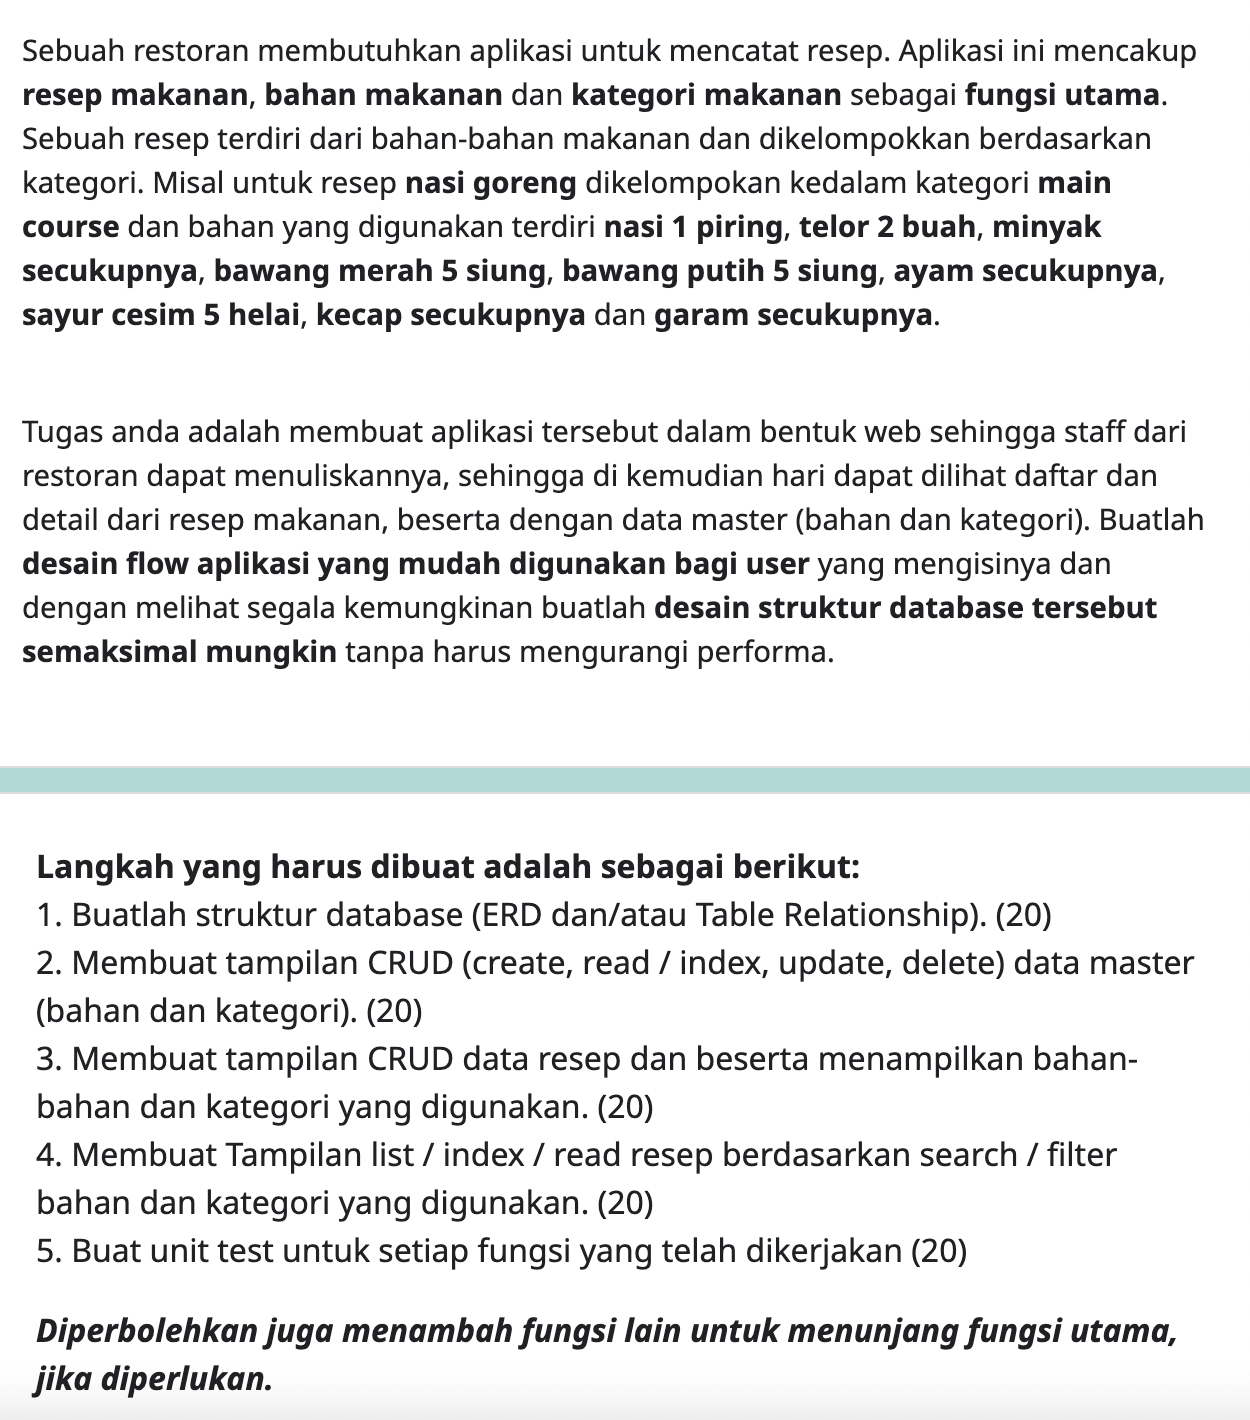 Sebuah restoran membutuhkan aplikasi untuk mencatat resep. Aplikasi ini mencakup
resep makanan, bahan makanan dan kategori makanan sebagai fungsi utama.
Sebuah resep terdiri dari bahan-bahan makanan dan dikelompokkan berdasarkan
kategori. Misal untuk resep nasi goreng dikelompokan kedalam kategori main
course dan bahan yang digunakan terdiri nasi 1 piring, telor 2 buah, minyak
secukupnya, bawang merah 5 siung, bawang putih 5 siung, ayam secukupnya,
sayur cesim 5 helai, kecap secukupnya dan garam secukupnya.
Tugas anda adalah membuat aplikasi tersebut dalam bentuk web sehingga staff dari
restoran dapat menuliskannya, sehingga di kemudian hari dapat dilihat daftar dan
detail dari resep makanan, beserta dengan data master (bahan dan kategori). Buatlah
desain flow aplikasi yang mudah digunakan bagi user yang mengisinya dan
dengan melihat segala kemungkinan buatlah desain struktur database tersebut
semaksimal mungkin tanpa harus mengurangi performa.
Langkah yang harus dibuat adalah sebagai berikut:
1. Buatlah struktur database (ERD dan/atau Table Relationship). (20)
2. Membuat tampilan CRUD (create, read / index, update, delete) data master
(bahan dan kategori). (20)
3. Membuat tampilan CRUD data resep dan beserta menampilkan bahan-
bahan dan kategori yang digunakan. (20)
4. Membuat Tampilan list / index / read resep berdasarkan search / filter
bahan dan kategori yang digunakan. (20)
5. Buat unit test untuk setiap fungsi yang telah dikerjakan (20)
Diperbolehkan juga menambah fungsi lain untuk menunjang fungsi utama,
jika diperlukan.